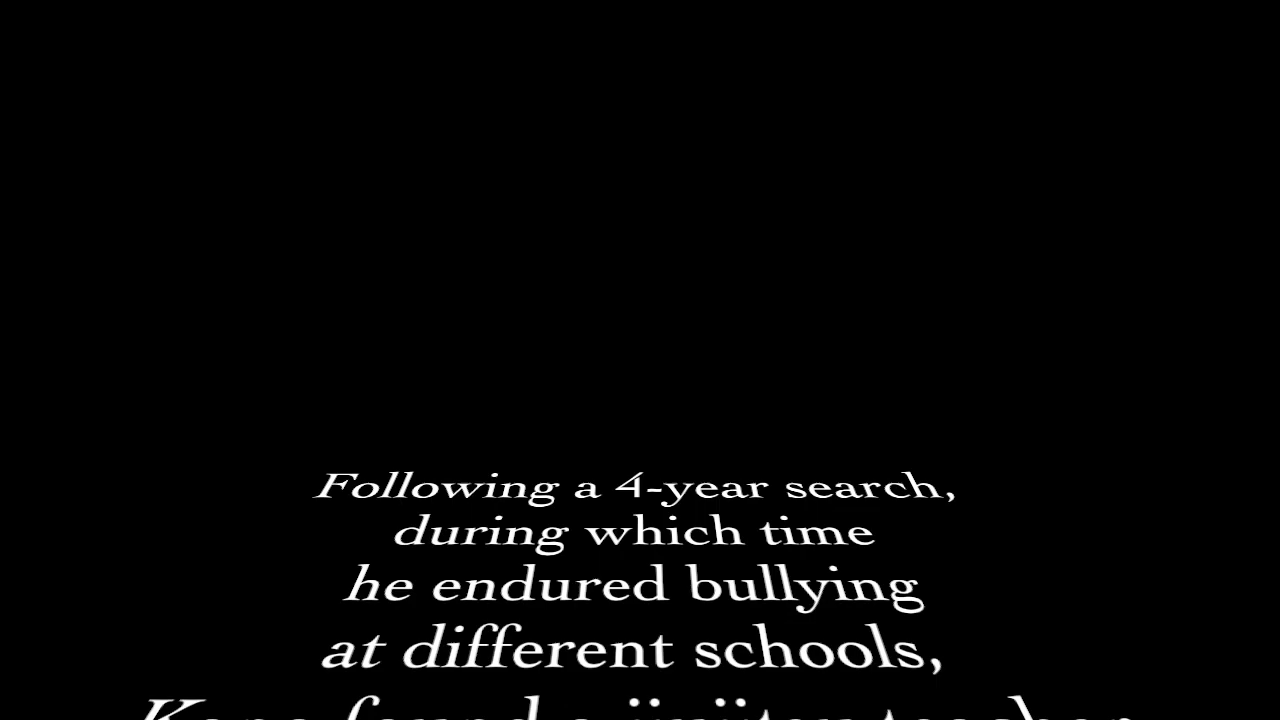 Following a 4-year search,
during which time
he endured bullying
at different schools,